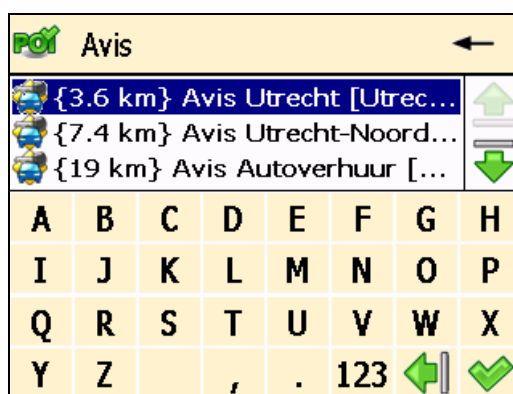 POI Avis
{3.6 km} Avis Utrecht [Utrec...
{7.4 km} Avis Utrecht-Noord...
{19 km} Avis Autoverhuur [...
A B C D E F G H
I J K L M N O P
Q R S T U V W X
Y Z , . 123